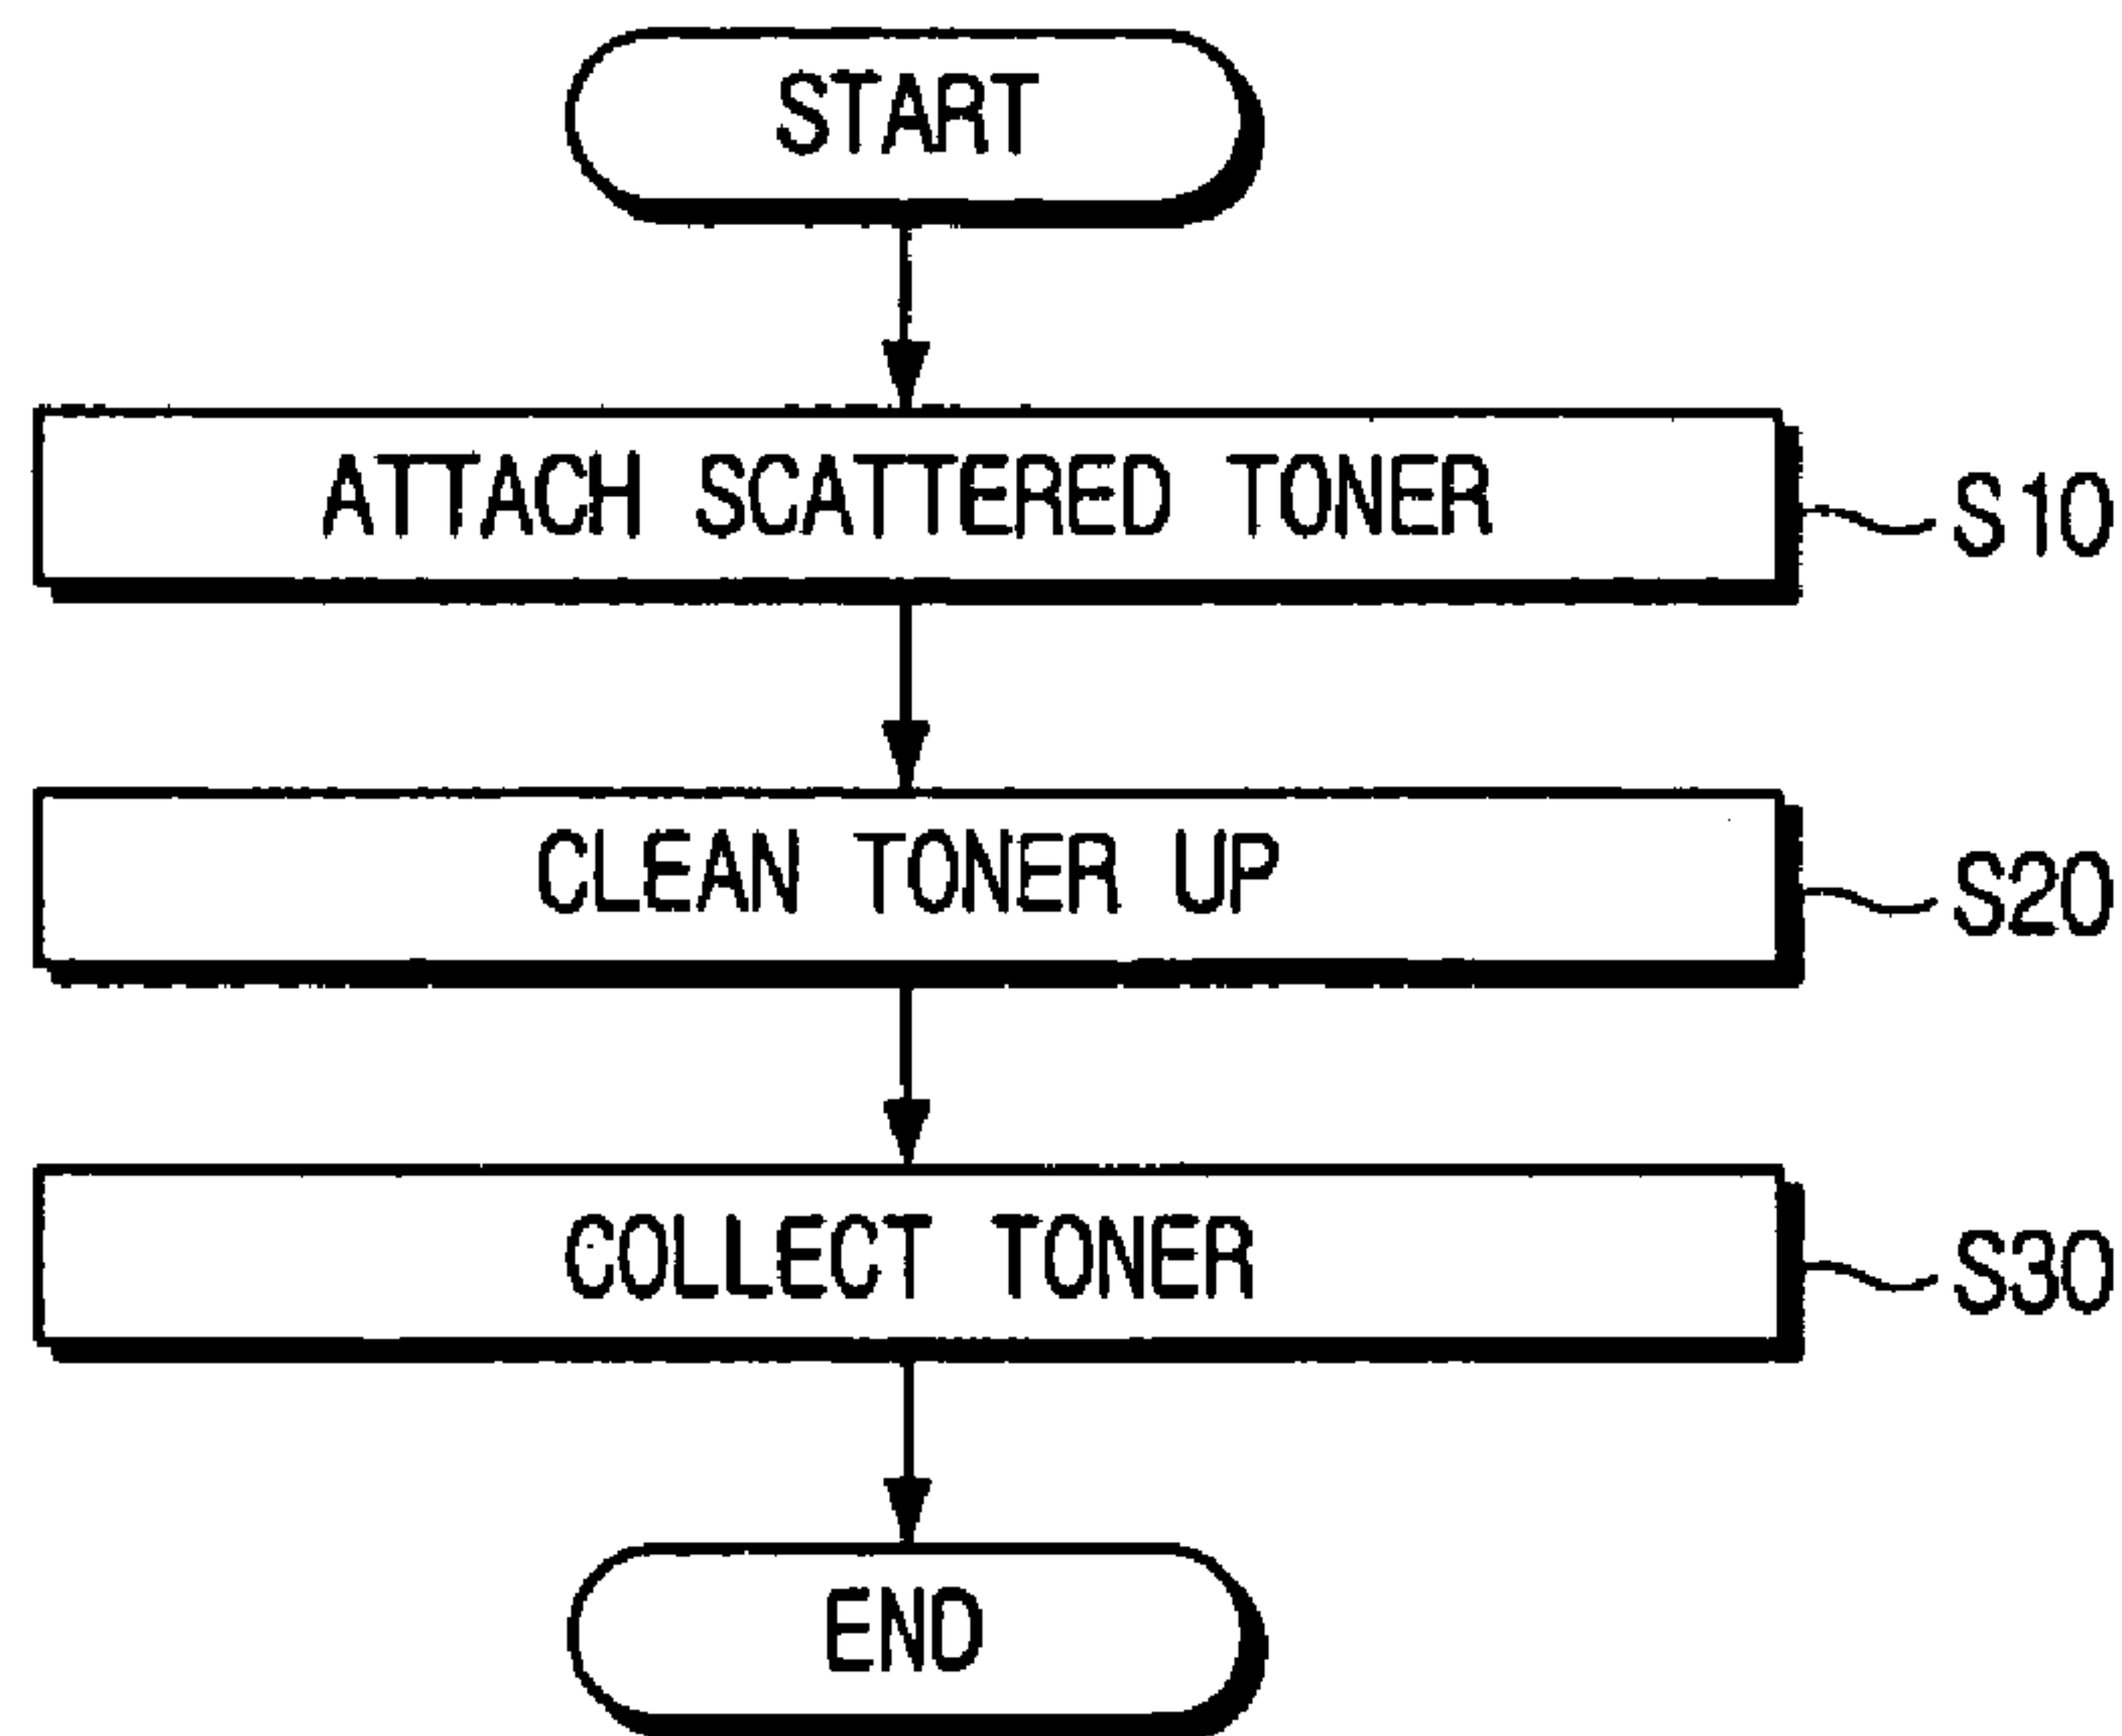 START
ATTACH SCATTERED TONER
S10
CLEAN TONER UP
S20
COLLECT TONER
S30
END